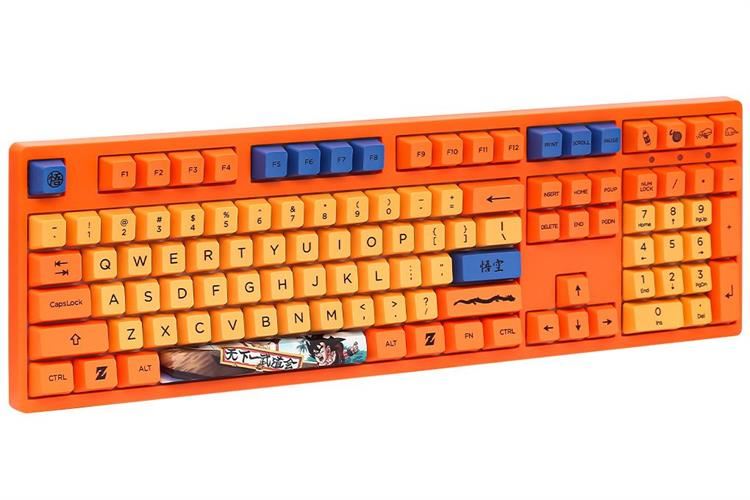 悟 F1 F2 F3 F4 F5 F6 F7 F8 F9 F10 F11 F12 PRINT SCROLL PAUSE
~ ` ! 1 @ 2 # 3 $ 4 % 5 ^ 6 & 7 * 8 ( 9 ) 0 _ - + = ← INSERT HOME PGUP NUM LOCK / * -
↹ Q W E R T Y U I O P { [ } ] | \ DELETE END PGDN 7 Home 8 9 PgUp +
CapsLock A S D F G H J K L : ; " ' 悟空 4 5 6
⇧ Z X C V B N M < , > . ? / ↑ 1 End 2 3 PgDn ↵
CTRL Z ALT 天下一武道会 ALT Z FN CTRL ← ↓ → 0 Ins . Del